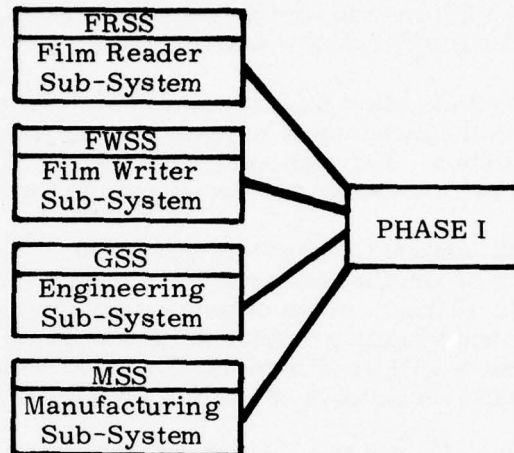 FRSS
Film Reader
Sub-System
FWSS
Film Writer
Sub-System
GSS
Engineering
Sub-System
MSS
Manufacturing
Sub-System
PHASE I